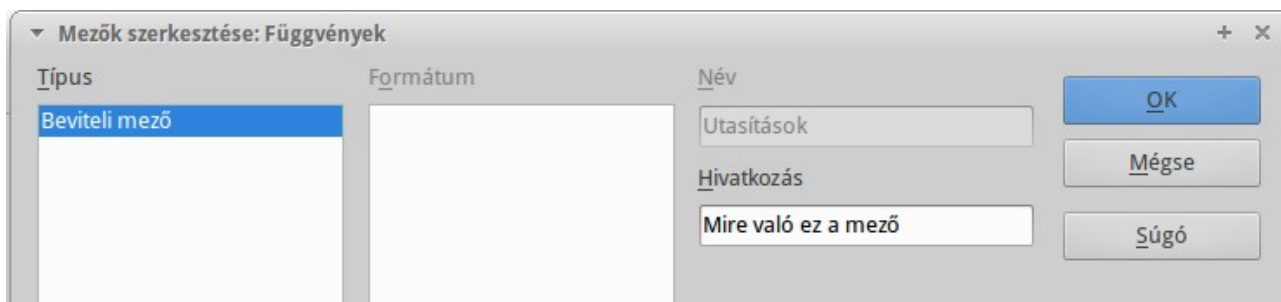 Mezők szerkesztése: Függvények
Típus
Beviteli mező
Formátum
Név
Utasítások
Hivatkozás
Mire való ez a mező
OK
Mégse
Súgó